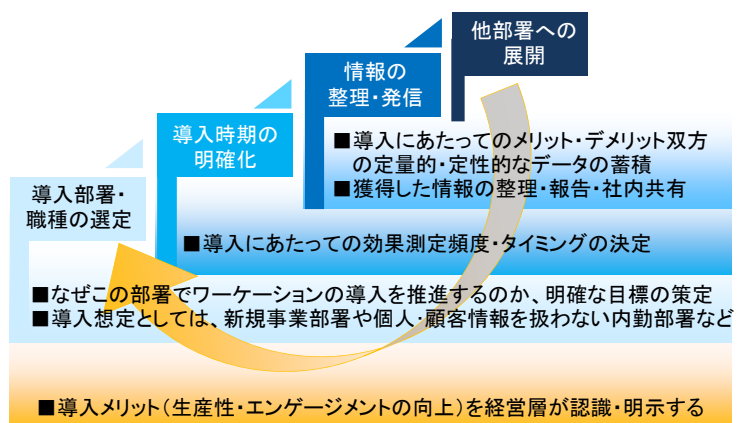 他部署への
展開
情報の
整理・発信
■導入にあたってのメリット・デメリット双方
の定量的・定性的なデータの蓄積
■獲得した情報の整理・報告・社内共有
導入時期の
明確化
■導入にあたっての効果測定頻度・タイミングの決定
導入部署・
職種の選定
■なぜこの部署でワーケーションの導入を推進するのか、明確な目標の策定
■導入想定としては、新規事業部署や個人・顧客情報を扱わない内勤部署など
■導入メリット（生産性・エンゲージメントの向上）を経営層が認識・明示する